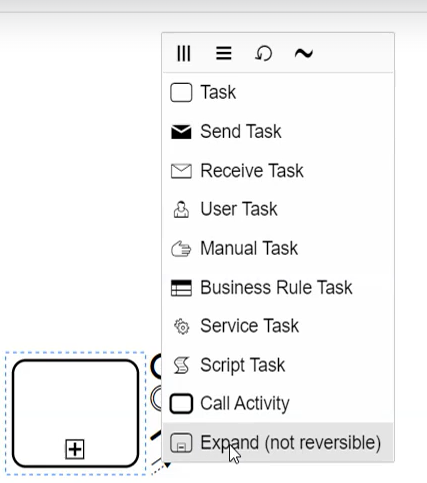 Task
Send Task
Receive Task
User Task
Manual Task
Business Rule Task
Service Task
Script Task
Call Activity
Expand (not reversible)